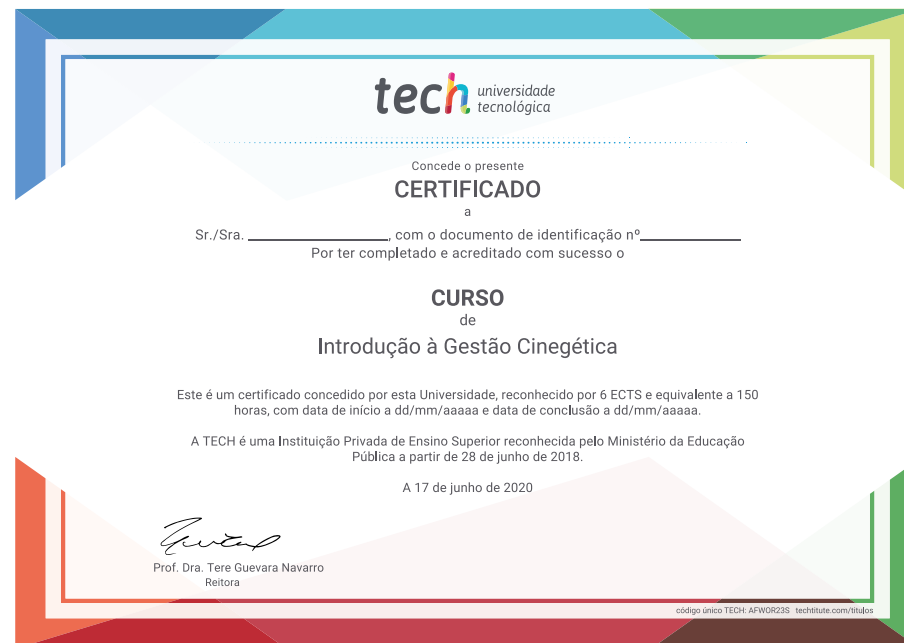 tech universidade
tecnológica
Concede o presente
CERTIFICADO
a
Sr./Sra. ____________________, com o documento de identificação nº______________
Por ter completado e acreditado com sucesso o
CURSO
de
Introdução à Gestão Cinegética
Este é um certificado concedido por esta Universidade, reconhecido por 6 ECTS e equivalente a 150
horas, com data de início a dd/mm/aaaaa e data de conclusão a dd/mm/aaaaa.
A TECH é uma Instituição Privada de Ensino Superior reconhecida pelo Ministério da Educação
Pública a partir de 28 de junho de 2018.
A 17 de junho de 2020
Prof. Dra. Tere Guevara Navarro
Reitora
código único TECH: AFWOR23S techtitute.com/titulos